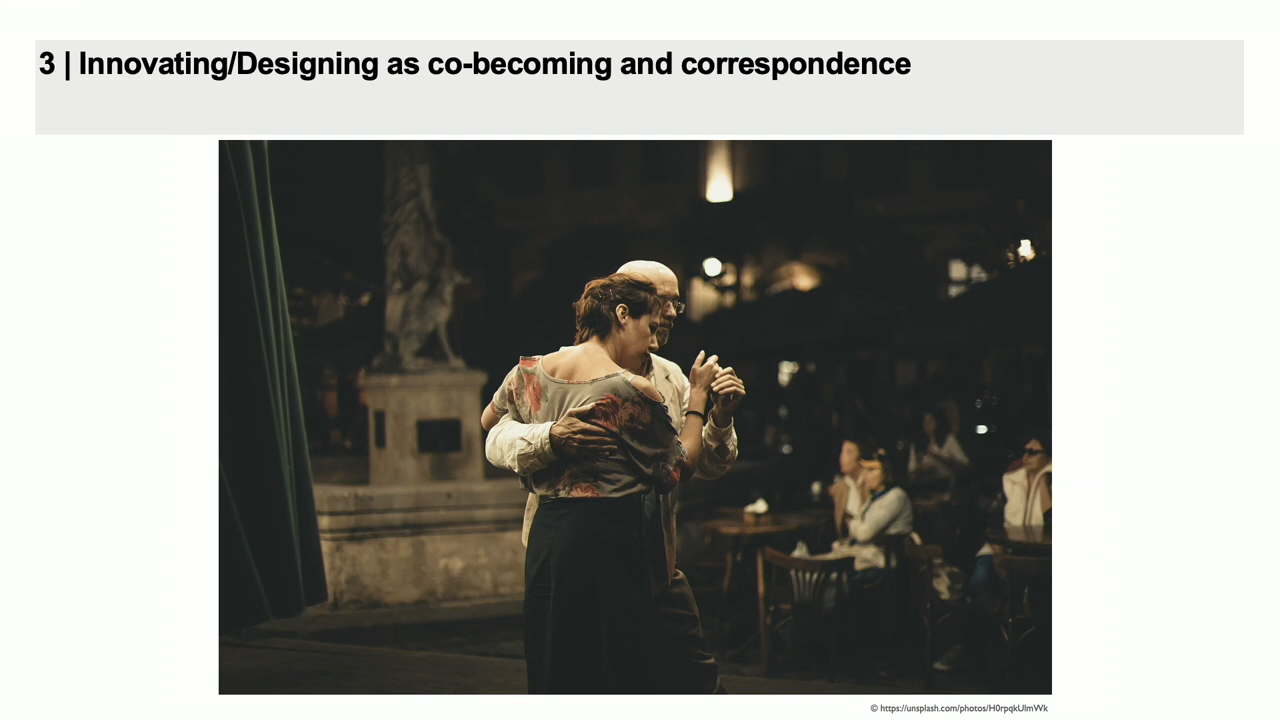 3 | Innovating/Designing as co-becoming and correspondence
© https://unsplash.com/photos/H0rpqkUlmWk